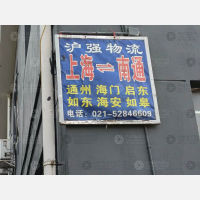 沪强物流
上海⇌南通
通州 海门 启东
如东 海安 如皋
电话:021-52846509